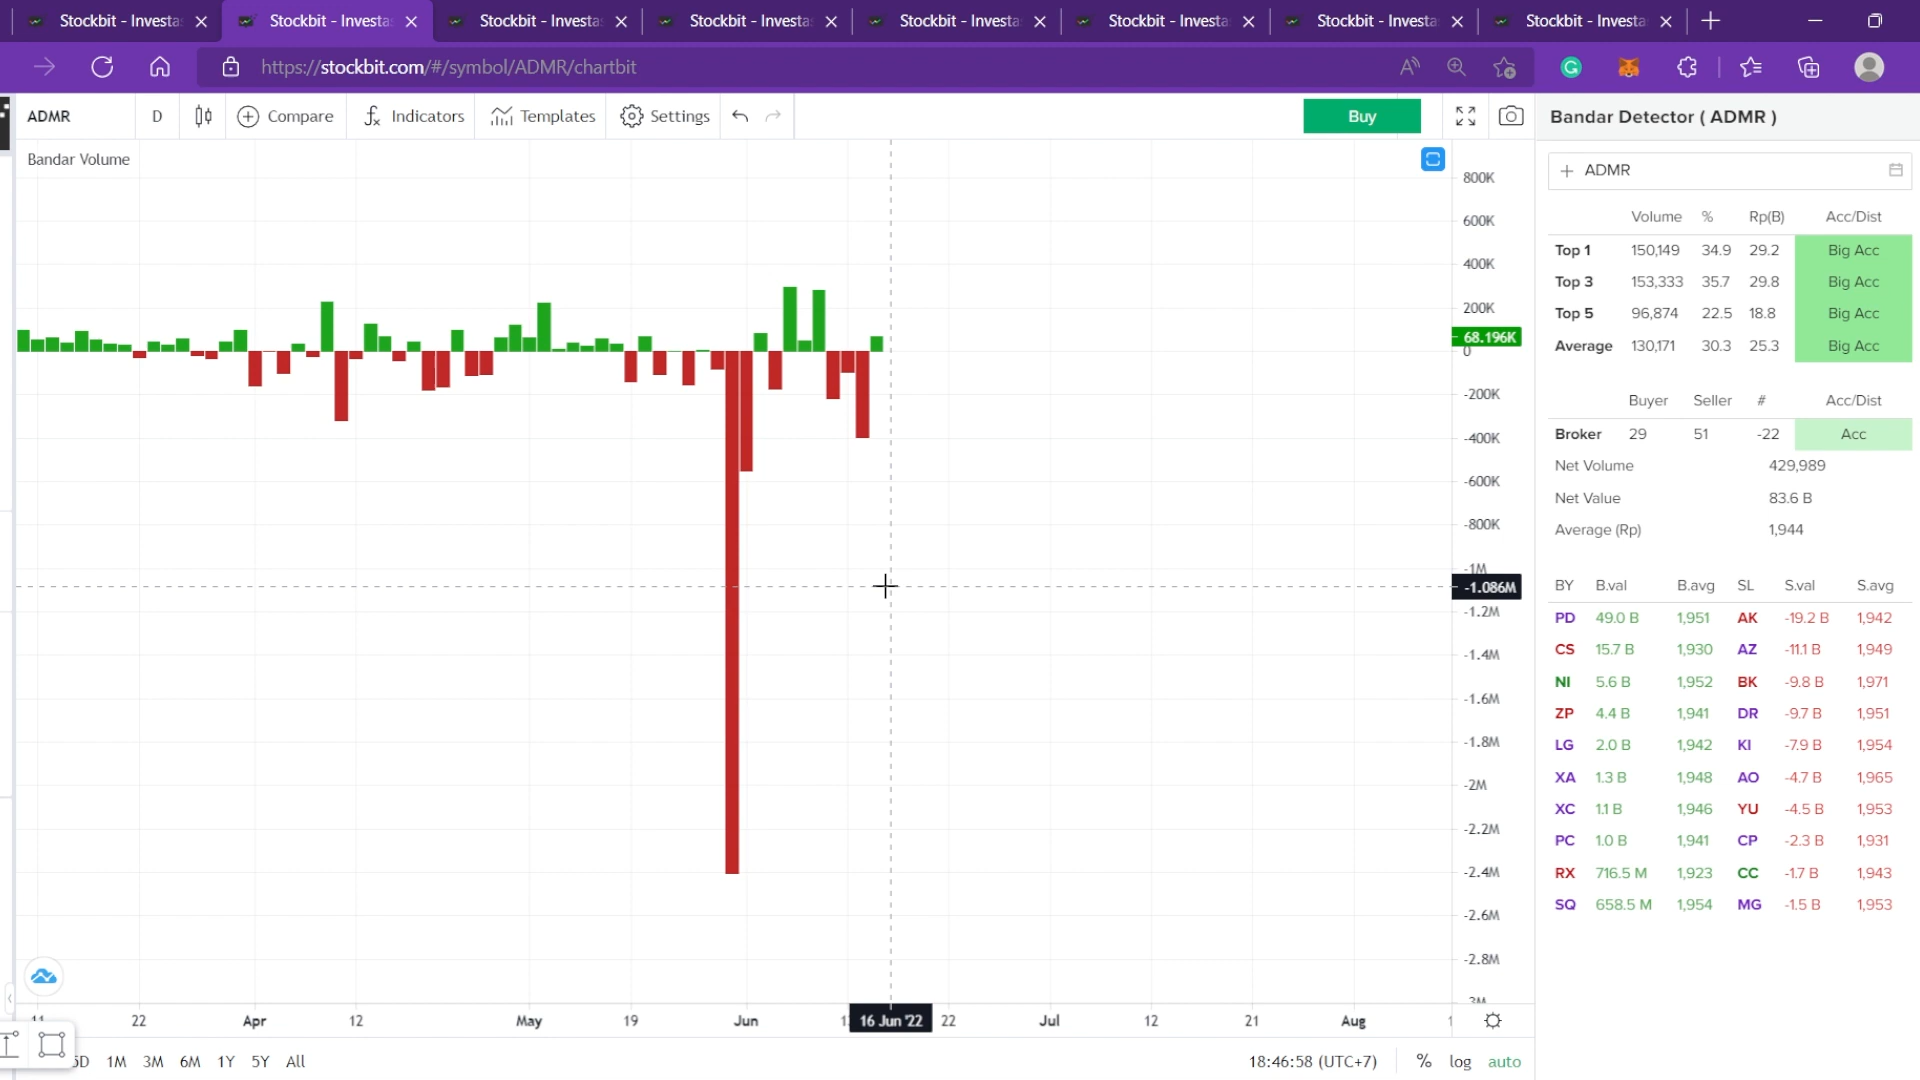 Stockbit - Investas
Stockbit - Investas
Stockbit - Investas
Stockbit - Investa
Stockbit - Investa
Stockbit - Investa
Stockbit - Investa
Stockbit - Investa
https://stockbit.com/#/symbol/ADMR/chartbit
ADMR D Compare Indicators Templates Settings Buy
Bandar Volume
800K
600K
400K
200K
68.196K
0
-200K
-400K
-600K
-800K
-1M
-1.086M
-1.2M
-1.4M
-1.6M
-1.8M
-2M
-2.2M
-2.4M
-2.6M
-2.8M
-3M
11 22 Apr 12 May 19 Jun 16 Jun '22 22 Jul 12 21 Aug
5D 1M 3M 6M 1Y 5Y All
18:46:58 (UTC+7) % log auto
Bandar Detector ( ADMR )
ADMR
Volume % Rp(B) Acc/Dist
Top 1 150,149 34.9 29.2 Big Acc
Top 3 153,333 35.7 29.8 Big Acc
Top 5 96,874 22.5 18.8 Big Acc
Average 130,171 30.3 25.3 Big Acc
Buyer Seller # Acc/Dist
Broker 29 51 -22 Acc
Net Volume 429,989
Net Value 83.6 B
Average (Rp) 1,944
BY B.val B.avg SL S.val S.avg
PD 49.0 B 1,951 AK -19.2 B 1,942
CS 15.7 B 1,930 AZ -11.1 B 1,949
NI 5.6 B 1,952 BK -9.8 B 1,971
ZP 4.4 B 1,941 DR -9.7 B 1,951
LG 2.0 B 1,942 KI -7.9 B 1,954
XA 1.3 B 1,948 AO -4.7 B 1,965
XC 1.1 B 1,946 YU -4.5 B 1,953
PC 1.0 B 1,941 CP -2.3 B 1,931
RX 716.5 M 1,923 CC -1.7 B 1,943
SQ 658.5 M 1,954 MG -1.5 B 1,953